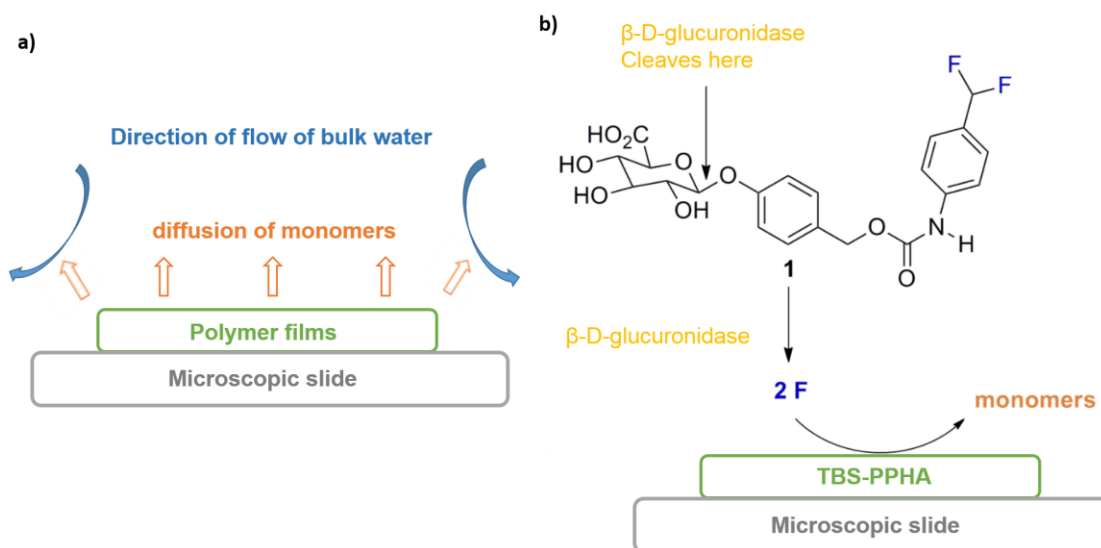 a)
Direction of flow of bulk water
diffusion of monomers
Polymer films
Microscopic slide
b)
β-D-glucuronidase
Cleaves here
F
F
HO₂C
HO
HO
O
OH
O
O
O
N
H
1
β-D-glucuronidase
2 F
monomers
TBS-PPHA
Microscopic slide